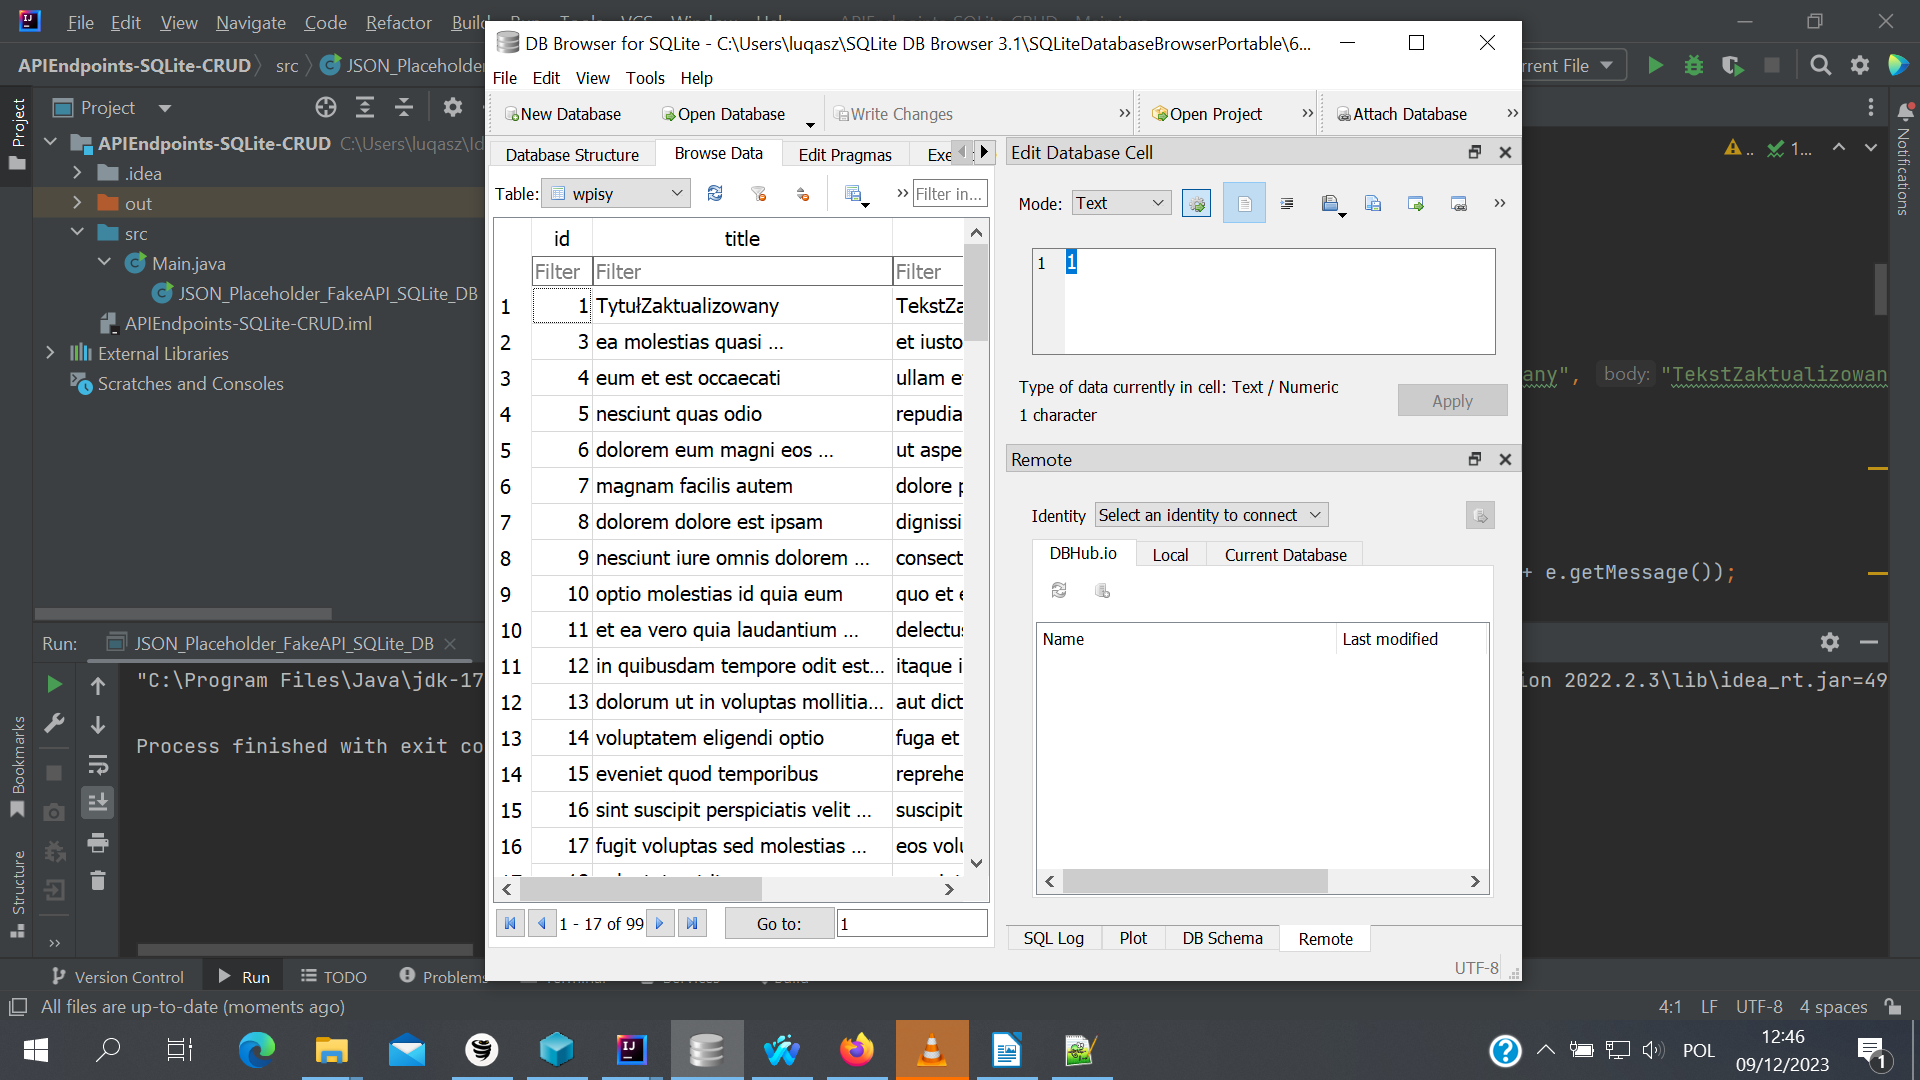 File Edit View Navigate Code Refactor Build
APIEndpoints-SQLite-CRUD src JSON_Placeholder
rrent File
Project
Project
APIEndpoints-SQLite-CRUD C:\Users\luqasz\Id
.idea
out
src
Main.java
JSON_Placeholder_FakeAPI_SQLite_DB
APIEndpoints-SQLite-CRUD.iml
External Libraries
Scratches and Consoles
DB Browser for SQLite - C:\Users\luqasz\SQLite DB Browser 3.1\SQLiteDatabaseBrowserPortable\6...
File Edit View Tools Help
New Database Open Database Write Changes Open Project Attach Database
Database Structure Browse Data Edit Pragmas Exe
Table: wpisy Filter in...
id title
Filter Filter Filter
1 1 TytułZaktualizowany TekstZa
2 3 ea molestias quasi ... et iusto
3 4 eum et est occaecati ullam e
4 5 nesciunt quas odio repudia
5 6 dolorem eum magni eos ... ut aspe
6 7 magnam facilis autem dolore p
7 8 dolorem dolore est ipsam dignissi
8 9 nesciunt iure omnis dolorem ... consect
9 10 optio molestias id quia eum quo et e
10 11 et ea vero quia laudantium ... delectus
11 12 in quibusdam tempore odit est... itaque i
12 13 dolorum ut in voluptas mollitia... aut dict
13 14 voluptatem eligendi optio fuga et
14 15 eveniet quod temporibus reprehe
15 16 sint suscipit perspiciatis velit ... suscipit
16 17 fugit voluptas sed molestias ... eos volu
1 - 17 of 99 Go to: 1
Edit Database Cell
Mode: Text
1 1
Type of data currently in cell: Text / Numeric
1 character
Apply
Remote
Identity Select an identity to connect
DBHub.io Local Current Database
Name Last modified
SQL Log Plot DB Schema Remote
UTF-8
1...
Notifications
any", body: "TekstZaktualizowan
+ e.getMessage());
Run: JSON_Placeholder_FakeAPI_SQLite_DB
"C:\Program Files\Java\jdk-17
ion 2022.2.3\lib\idea_rt.jar=49
Process finished with exit co
Bookmarks
Structure
Version Control Run TODO Problems
All files are up-to-date (moments ago)
4:1 LF UTF-8 4 spaces
POL
12:46
09/12/2023
1